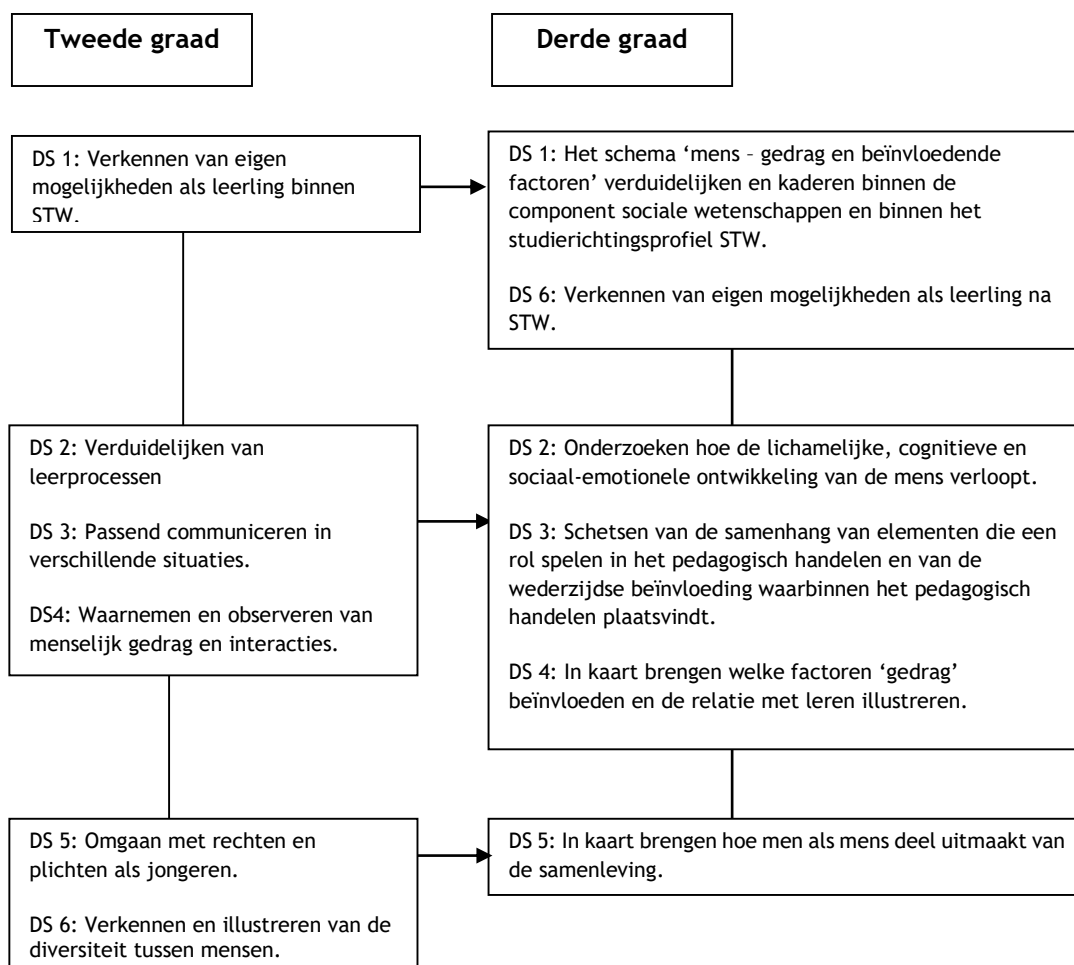 Tweede graad
Derde graad
DS 1: Verkennen van eigen
mogelijkheden als leerling binnen
STW.
DS 1: Het schema ‘mens – gedrag en beïnvloedende
factoren’ verduidelijken en kaderen binnen de
component sociale wetenschappen en binnen het
studierichtingsprofiel STW.
DS 6: Verkennen van eigen mogelijkheden als leerling na
STW.
DS 2: Verduidelijken van
leerprocessen
DS 3: Passend communiceren in
verschillende situaties.
DS4: Waarnemen en observeren van
menselijk gedrag en interacties.
DS 2: Onderzoeken hoe de lichamelijke, cognitieve en
sociaal-emotionele ontwikkeling van de mens verloopt.
DS 3: Schetsen van de samenhang van elementen die een
rol spelen in het pedagogisch handelen en van de
wederzijdse beïnvloeding waarbinnen het pedagogisch
handelen plaatsvindt.
DS 4: In kaart brengen welke factoren ‘gedrag’
beïnvloeden en de relatie met leren illustreren.
DS 5: Omgaan met rechten en
plichten als jongeren.
DS 6: Verkennen en illustreren van de
diversiteit tussen mensen.
DS 5: In kaart brengen hoe men als mens deel uitmaakt van
de samenleving.